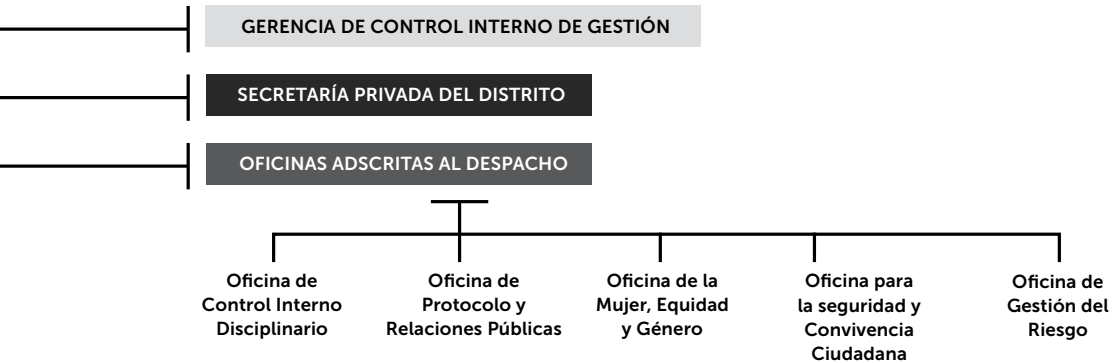 GERENCIA DE CONTROL INTERNO DE GESTIÓN
SECRETARÍA PRIVADA DEL DISTRITO
OFICINAS ADSCRITAS AL DESPACHO
Oficina de
Control Interno
Disciplinario
Oficina de
Protocolo y
Relaciones Públicas
Oficina de la
Mujer, Equidad
y Género
Oficina para
la seguridad y
Convivencia
Ciudadana
Oficina de
Gestión del
Riesgo